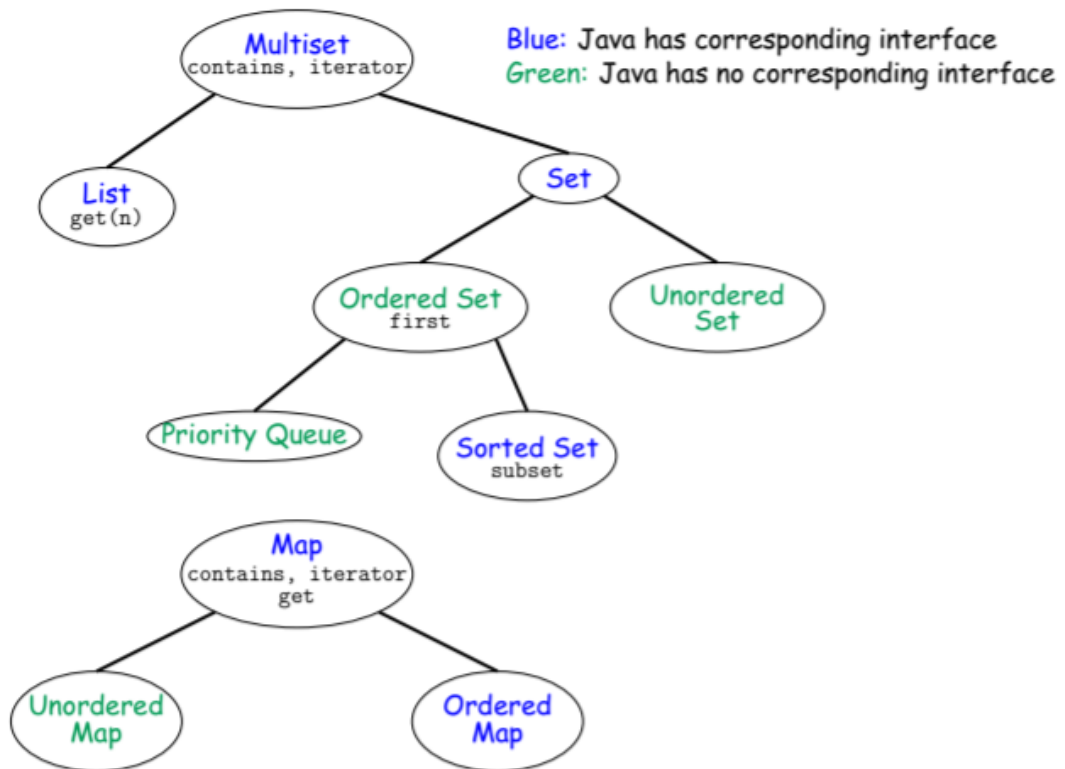 Multiset
contains, iterator
Blue: Java has corresponding interface
Green: Java has no corresponding interface
List
get(n)
Set
Ordered Set
first
Unordered
Set
Priority Queue
Sorted Set
subset
Map
contains, iterator
get
Unordered
Map
Ordered
Map